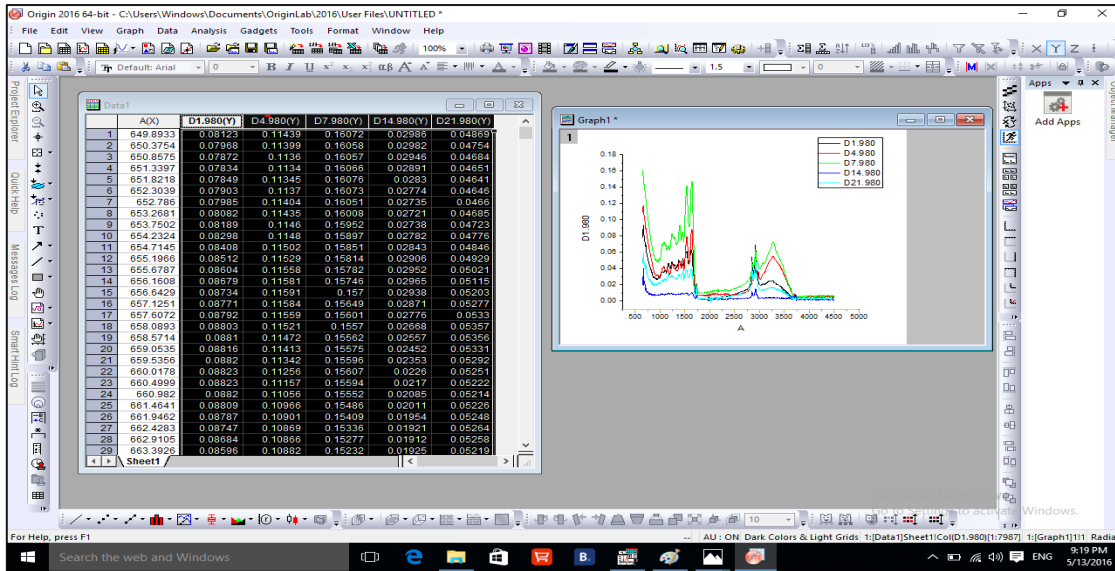 Origin 2016 64-bit - C:\Users\Windows\Documents\OriginLab\2016\User Files\UNTITLED *
File Edit View Graph Data Analysis Gadgets Tools Format Window Help
100%
Default: Arial 0 B I U 1.5 0
Project Explorer
Quick Help
Messages Log
Smart Hint Log
Data1
A(X) D1.980(Y) D4.980(Y) D7.980(Y) D14.980(Y) D21.980(Y)
1 649.8933 0.08123 0.11439 0.16072 0.02986 0.04869
2 650.3754 0.07968 0.11399 0.16058 0.02982 0.04754
3 650.8575 0.07872 0.1136 0.16057 0.02946 0.04684
4 651.3397 0.07834 0.1134 0.16066 0.02891 0.04651
5 651.8218 0.07849 0.11345 0.16076 0.0283 0.04641
6 652.3039 0.07903 0.1137 0.16073 0.02774 0.04646
7 652.786 0.07985 0.11404 0.16051 0.02735 0.0466
8 653.2681 0.08082 0.11435 0.16008 0.02721 0.04685
9 653.7502 0.08189 0.1146 0.15952 0.02738 0.04723
10 654.2324 0.08298 0.1148 0.15897 0.02782 0.04776
11 654.7145 0.08408 0.11502 0.15851 0.02843 0.04846
12 655.1966 0.08512 0.11529 0.15814 0.02906 0.04929
13 655.6787 0.08604 0.11558 0.15782 0.02952 0.05021
14 656.1608 0.08679 0.11581 0.15746 0.02965 0.05115
15 656.6429 0.08734 0.11591 0.157 0.02938 0.05203
16 657.1251 0.08771 0.11584 0.15649 0.02871 0.05277
17 657.6072 0.08792 0.11559 0.15601 0.02776 0.0533
18 658.0893 0.08803 0.11521 0.1557 0.02668 0.05357
19 658.5714 0.0881 0.11472 0.15562 0.02557 0.05356
20 659.0535 0.08816 0.11413 0.15575 0.02452 0.05331
21 659.5356 0.0882 0.11342 0.15596 0.02353 0.05292
22 660.0178 0.08823 0.11256 0.15607 0.0226 0.05251
23 660.4999 0.08823 0.11157 0.15594 0.0217 0.05222
24 660.982 0.0882 0.11056 0.15552 0.02085 0.05214
25 661.4641 0.08809 0.10966 0.15486 0.02011 0.05226
26 661.9462 0.08787 0.10901 0.15409 0.01954 0.05248
27 662.4283 0.08747 0.10869 0.15336 0.01921 0.05264
28 662.9105 0.08684 0.10866 0.15277 0.01912 0.05258
29 663.3926 0.08596 0.10882 0.15232 0.01925 0.05219
Sheet1
Graph1 *
1
D1.980
D4.980
D7.980
D14.980
D21.980
0.18
0.16
0.14
0.12
0.10
0.08
0.06
0.04
0.02
0.00
D1.980
500 1000 1500 2000 2500 3000 3500 4000 4500 5000
A
Apps
Add Apps
Object Manager
10
For Help, press F1
-- AU : ON Dark Colors & Light Grids 1:[Data1]Sheet1!Col(D1.980)[1:7987] 1:[Graph1]1!1 Radia
Search the web and Windows
B.
ENG
9:19 PM
5/13/2016